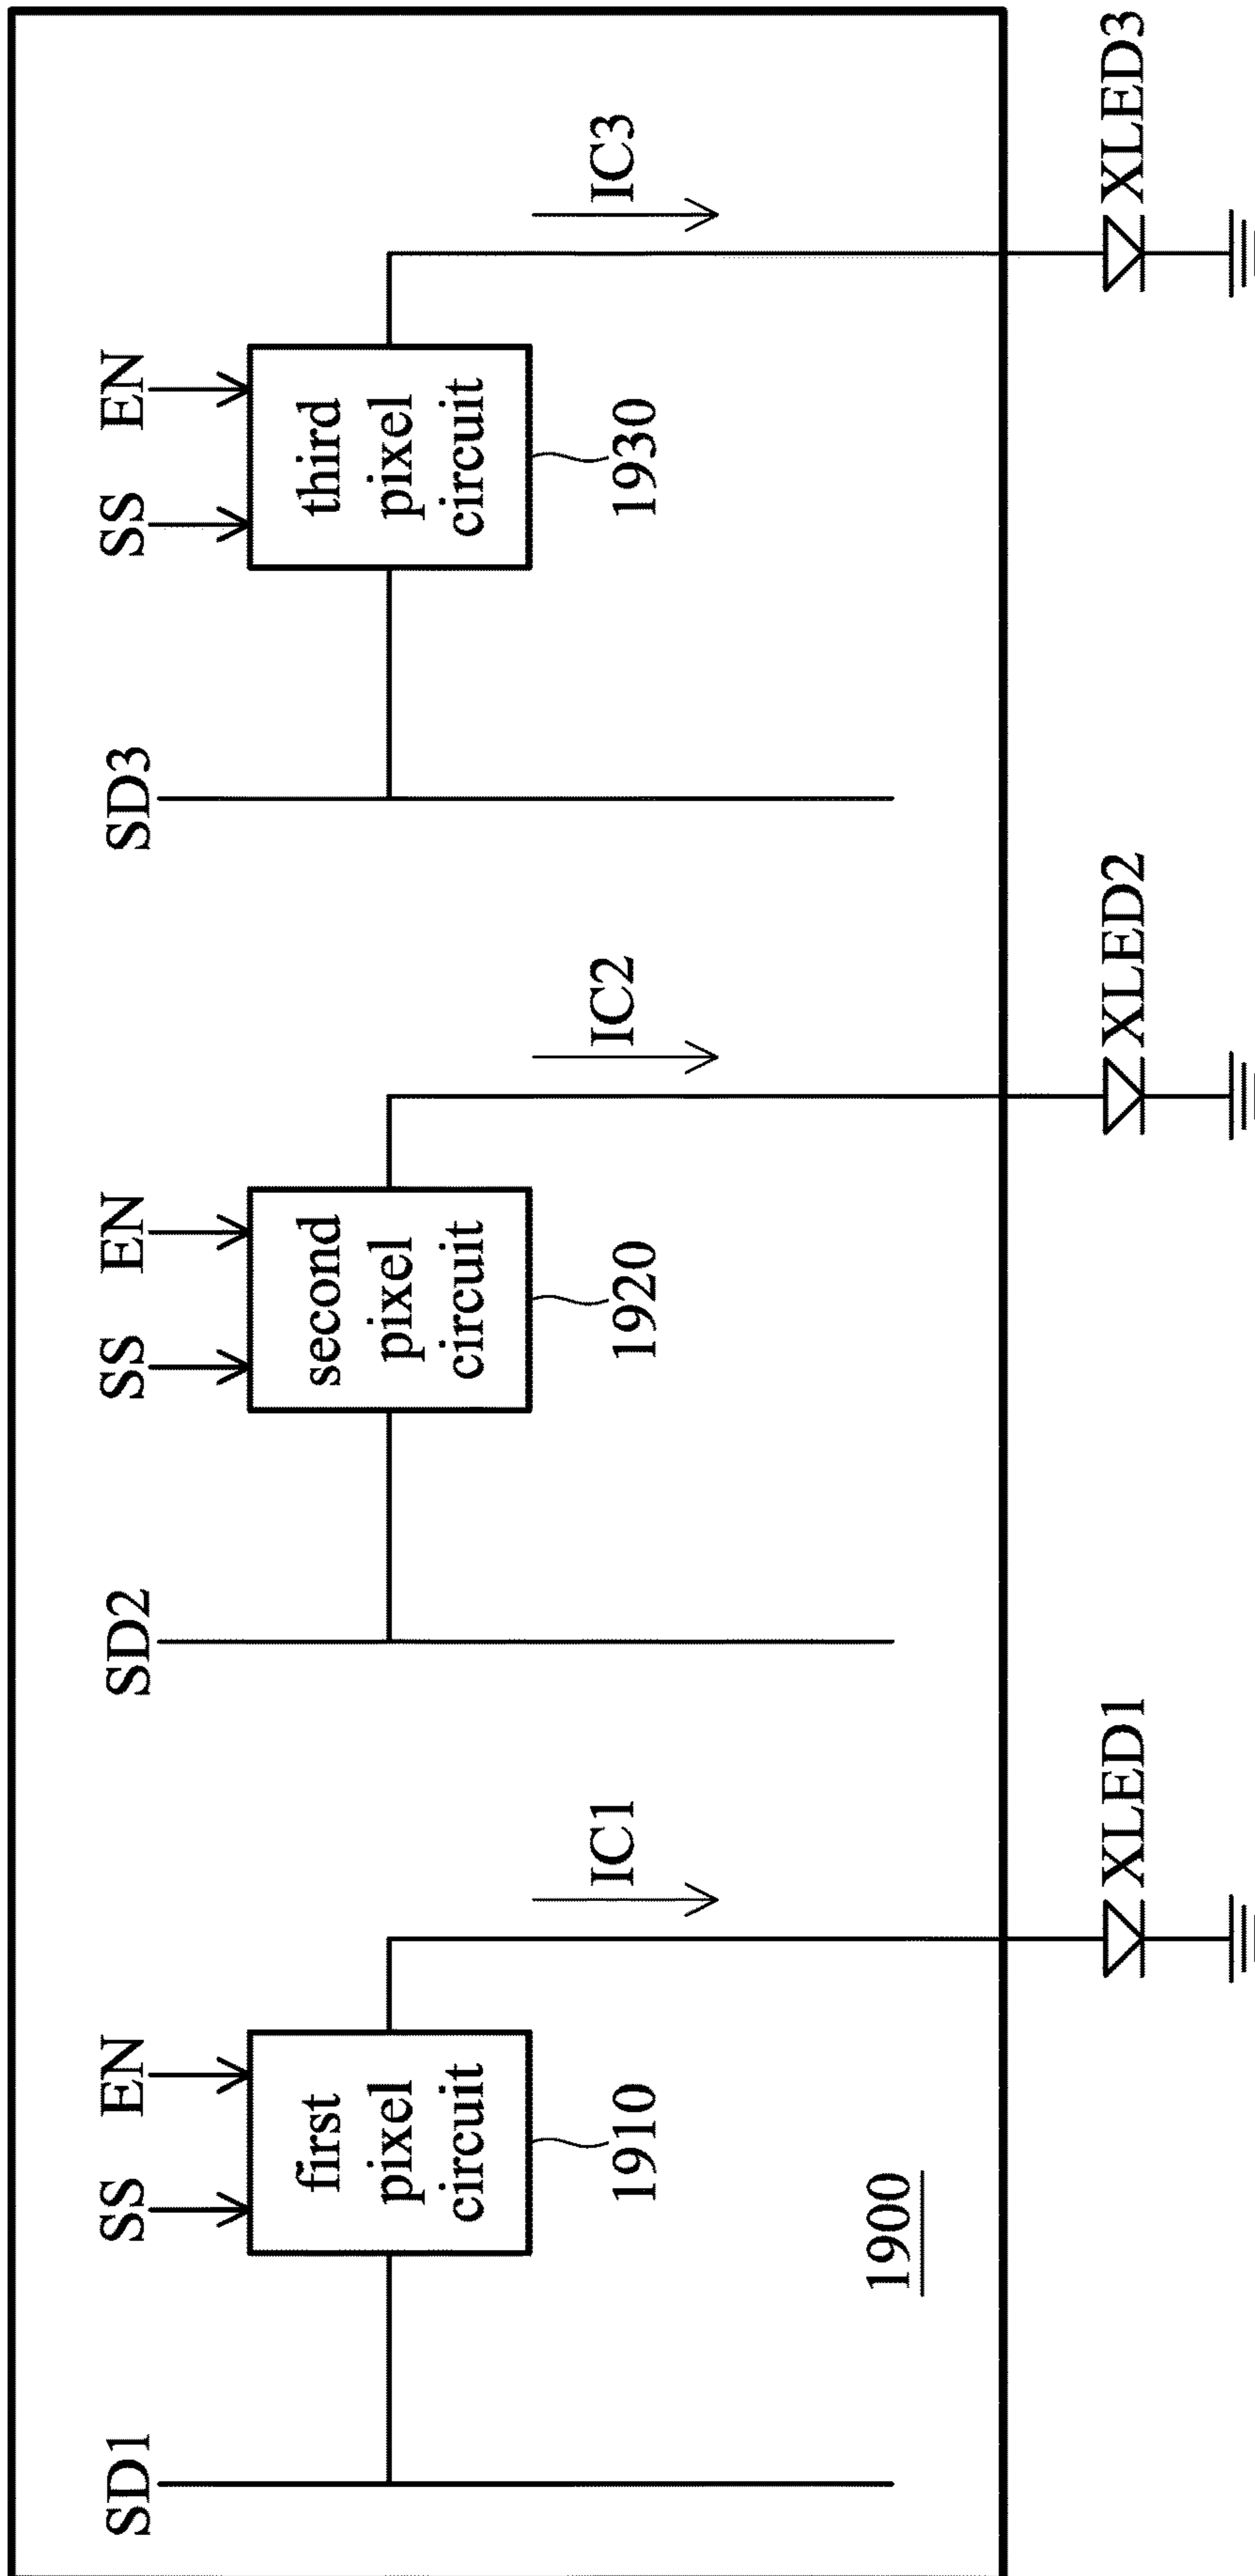 SD1
SS
EN
first
pixel
circuit
1910
IC1
XLED1
SD2
SS
EN
second
pixel
circuit
1920
IC2
XLED2
SD3
SS
EN
third
pixel
circuit
1930
IC3
XLED3
1900